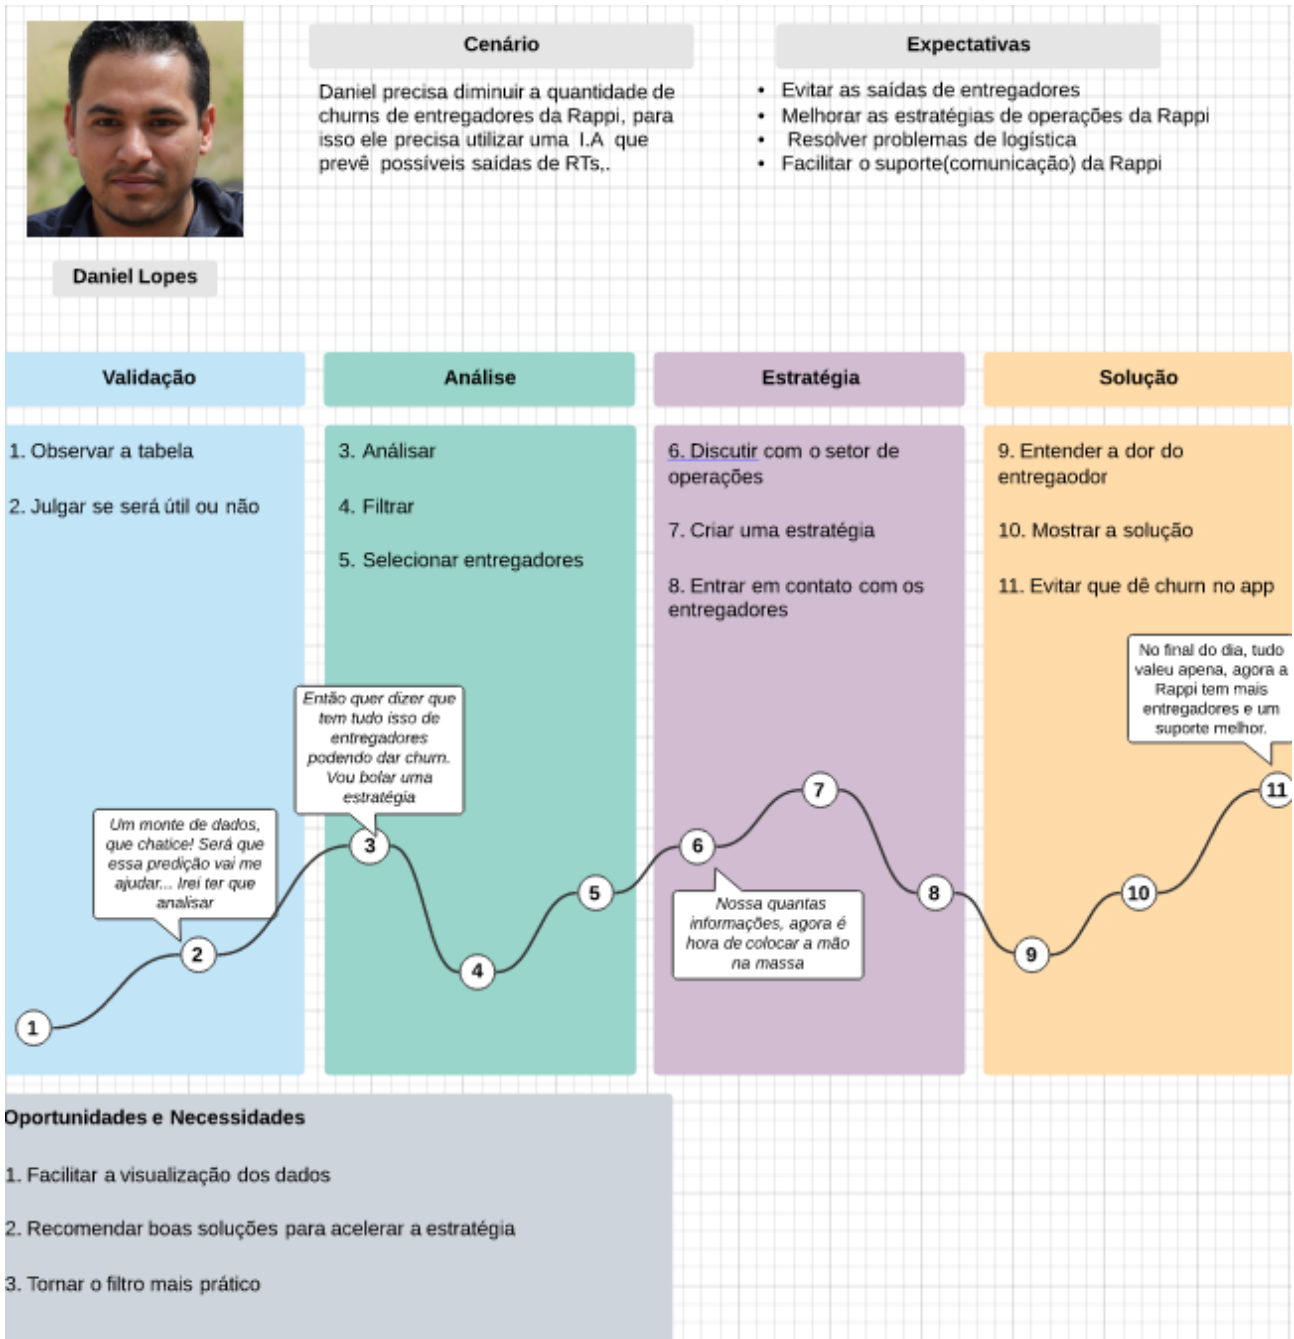 Cenário
Daniel precisa diminuir a quantidade de
churns de entregadores da Rappi, para
isso ele precisa utilizar uma I.A que
prevê possíveis saídas de RTs,.
Expectativas
• Evitar as saídas de entregadores
• Melhorar as estratégias de operações da Rappi
• Resolver problemas de logística
• Facilitar o suporte(comunicação) da Rappi
Daniel Lopes
Validação
1. Observar a tabela
2. Julgar se será útil ou não
Um monte de dados,
que chatice! Será que
essa predição vai me
ajudar... Irei ter que
analisar
1
2
Análise
3. Análisar
4. Filtrar
5. Selecionar entregadores
Então quer dizer que
tem tudo isso de
entregadores
podendo dar churn.
Vou bolar uma
estratégia
3
4
5
Estratégia
6. Discutir com o setor de
operações
7. Criar uma estratégia
8. Entrar em contato com os
entregadores
7
6
8
Nossa quantas
informações, agora é
hora de colocar a mão
na massa
Solução
9. Entender a dor do
entregaodor
10. Mostrar a solução
11. Evitar que dê churn no app
No final do dia, tudo
valeu apena, agora a
Rappi tem mais
entregadores e um
suporte melhor.
9
10
11
Oportunidades e Necessidades
1. Facilitar a visualização dos dados
2. Recomendar boas soluções para acelerar a estratégia
3. Tornar o filtro mais prático